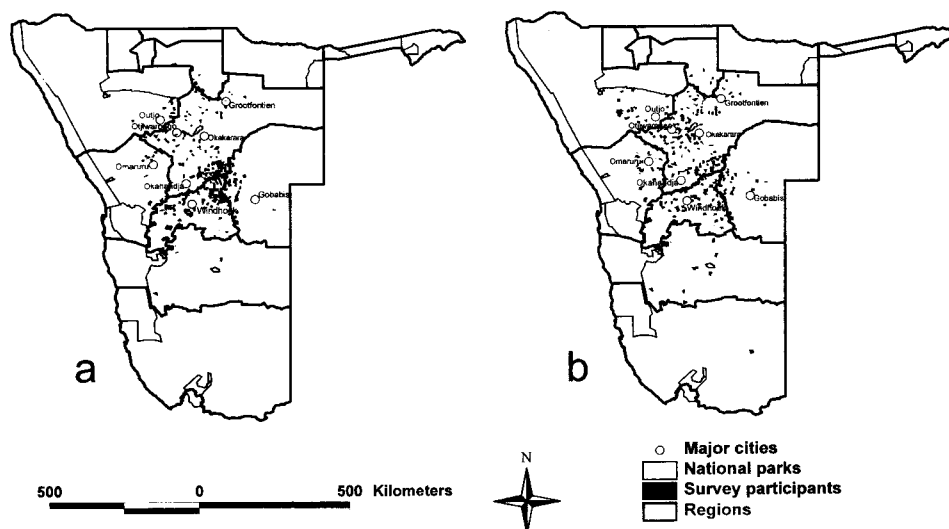 Grootfontien
Outjo
Okakarara
Omaruru
Okahandja
Gobabis
Windhoek
a
Grootfontien
Outjo
Otjiwarongo
Okakarara
Omaruru
Okahandja
Gobabis
Windhoek
b
500 0 500 Kilometers
N
Major cities
National parks
Survey participants
Regions